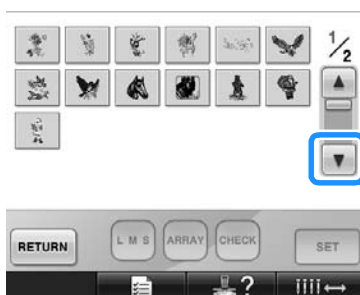 1/2
RETURN
L M S
ARRAY
CHECK
SET
?